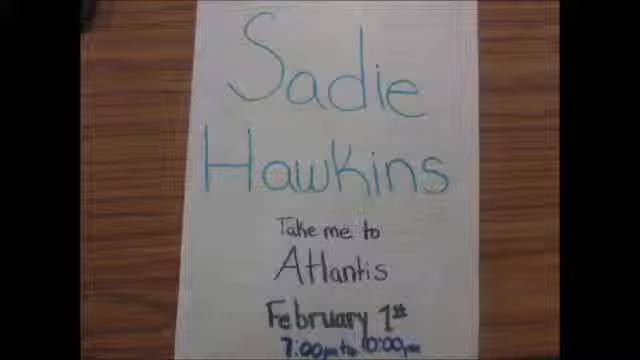 Sadie
Hawkins
Take me to
Atlantis
February 1st
7:00pm to 10:00pm